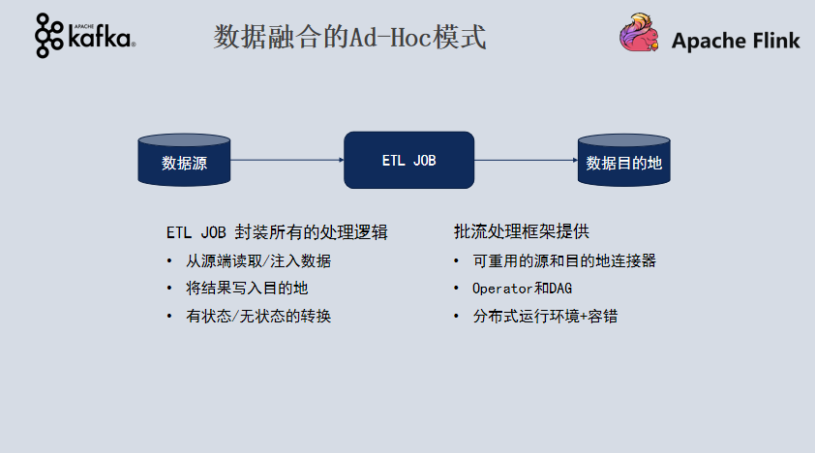 APACHE
kafka®
数据融合的Ad-Hoc模式
Apache Flink
数据源
ETL JOB
数据目的地
ETL JOB 封装所有的处理逻辑
• 从源端读取/注入数据
• 将结果写入目的地
• 有状态/无状态的转换
批流处理框架提供
• 可重用的源和目的地连接器
• Operator和DAG
• 分布式运行环境+容错